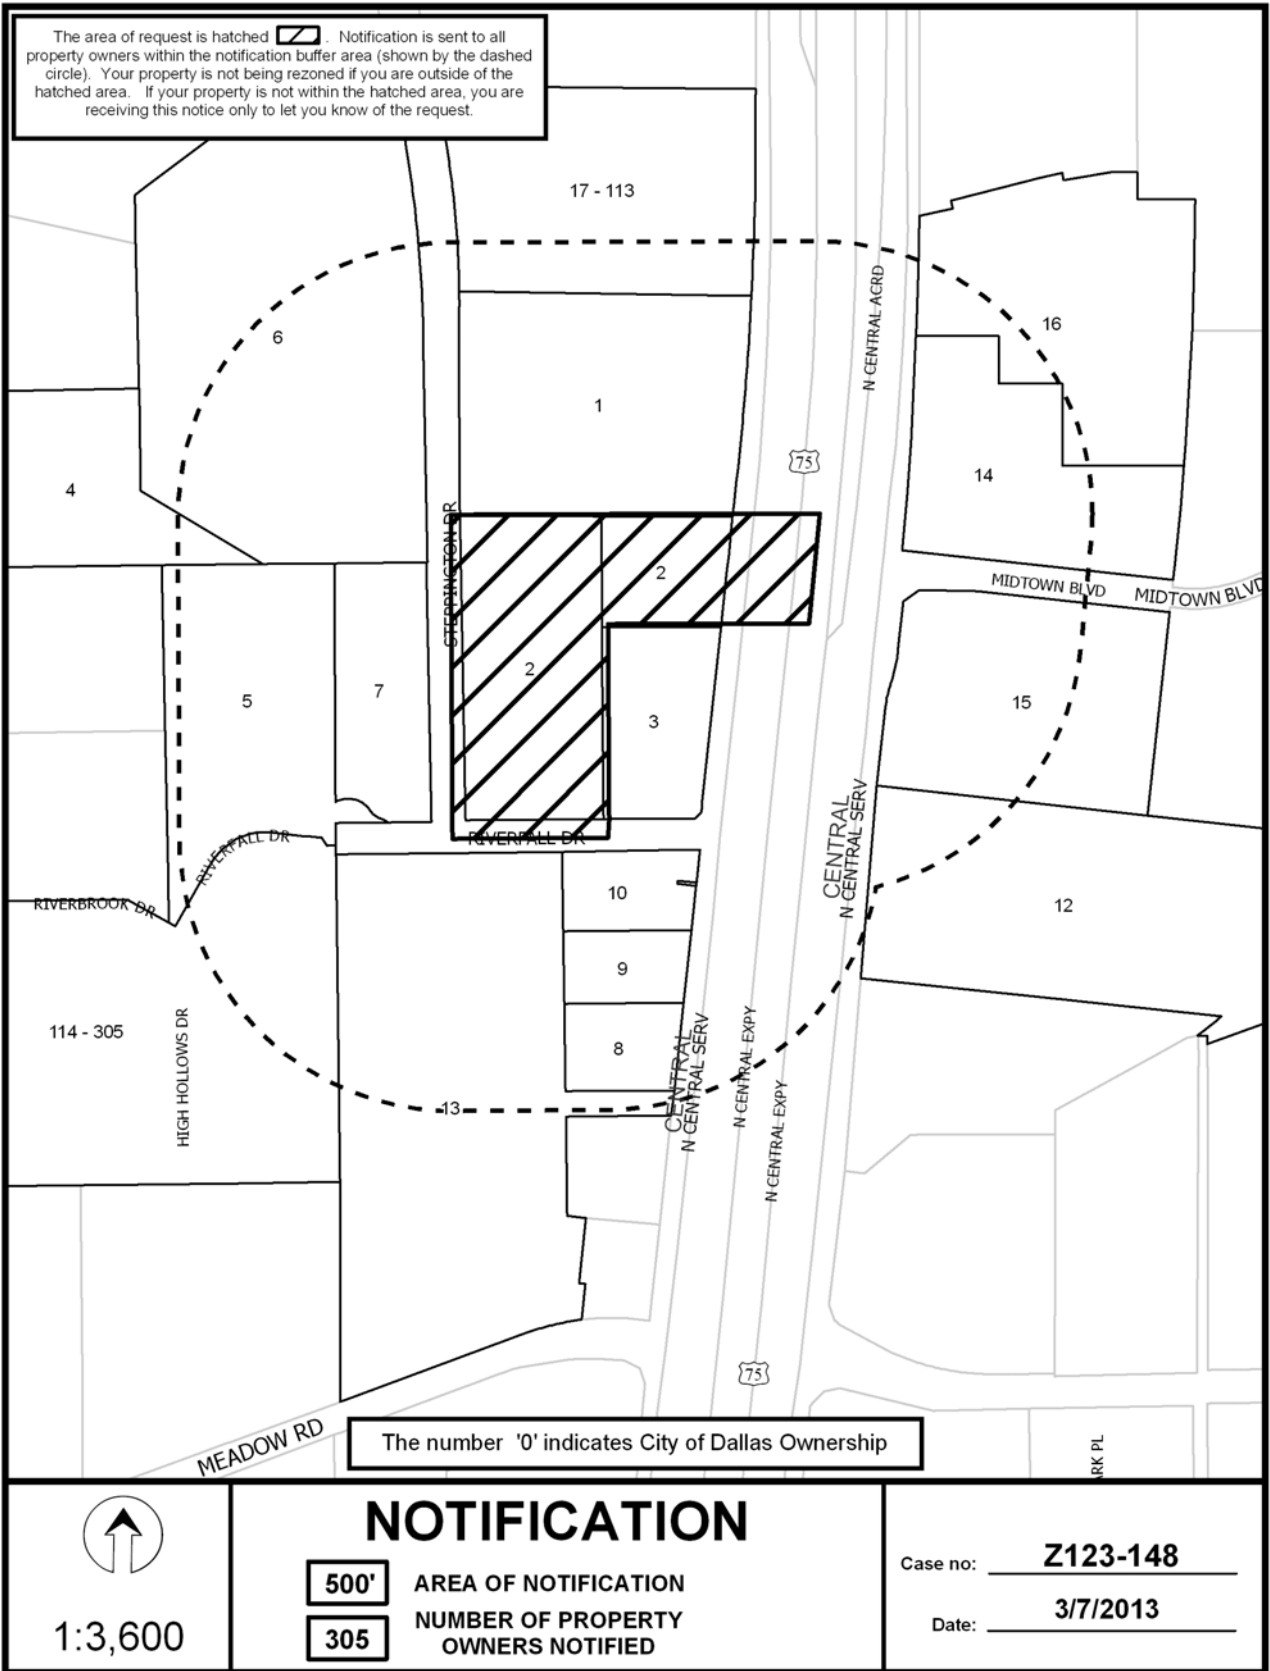 The area of request is hatched . Notification is sent to all
property owners within the notification buffer area (shown by the dashed
circle). Your property is not being rezoned if you are outside of the
hatched area. If your property is not within the hatched area, you are
receiving this notice only to let you know of the request.
17 - 113
N CENTRAL ACRD
16
6
1
75
14
4
STEPPINGTON DR
2
MIDTOWN BLVD
MIDTOWN BLVD
2
7
5
15
3
CENTRAL
N CENTRAL SERV
RIVERFALL DR
RIVERFALL DR
10
RIVERBROOK DR
12
9
114 - 305
HIGH HOLLOWS DR
8
CENTRAL
N CENTRAL SERV
N CENTRAL EXPY
N CENTRAL EXPY
13
75
MEADOW RD
The number '0' indicates City of Dallas Ownership
ARK PL
1:3,600
NOTIFICATION
500' AREA OF NOTIFICATION
305 NUMBER OF PROPERTY
OWNERS NOTIFIED
Case no: Z123-148
Date: 3/7/2013